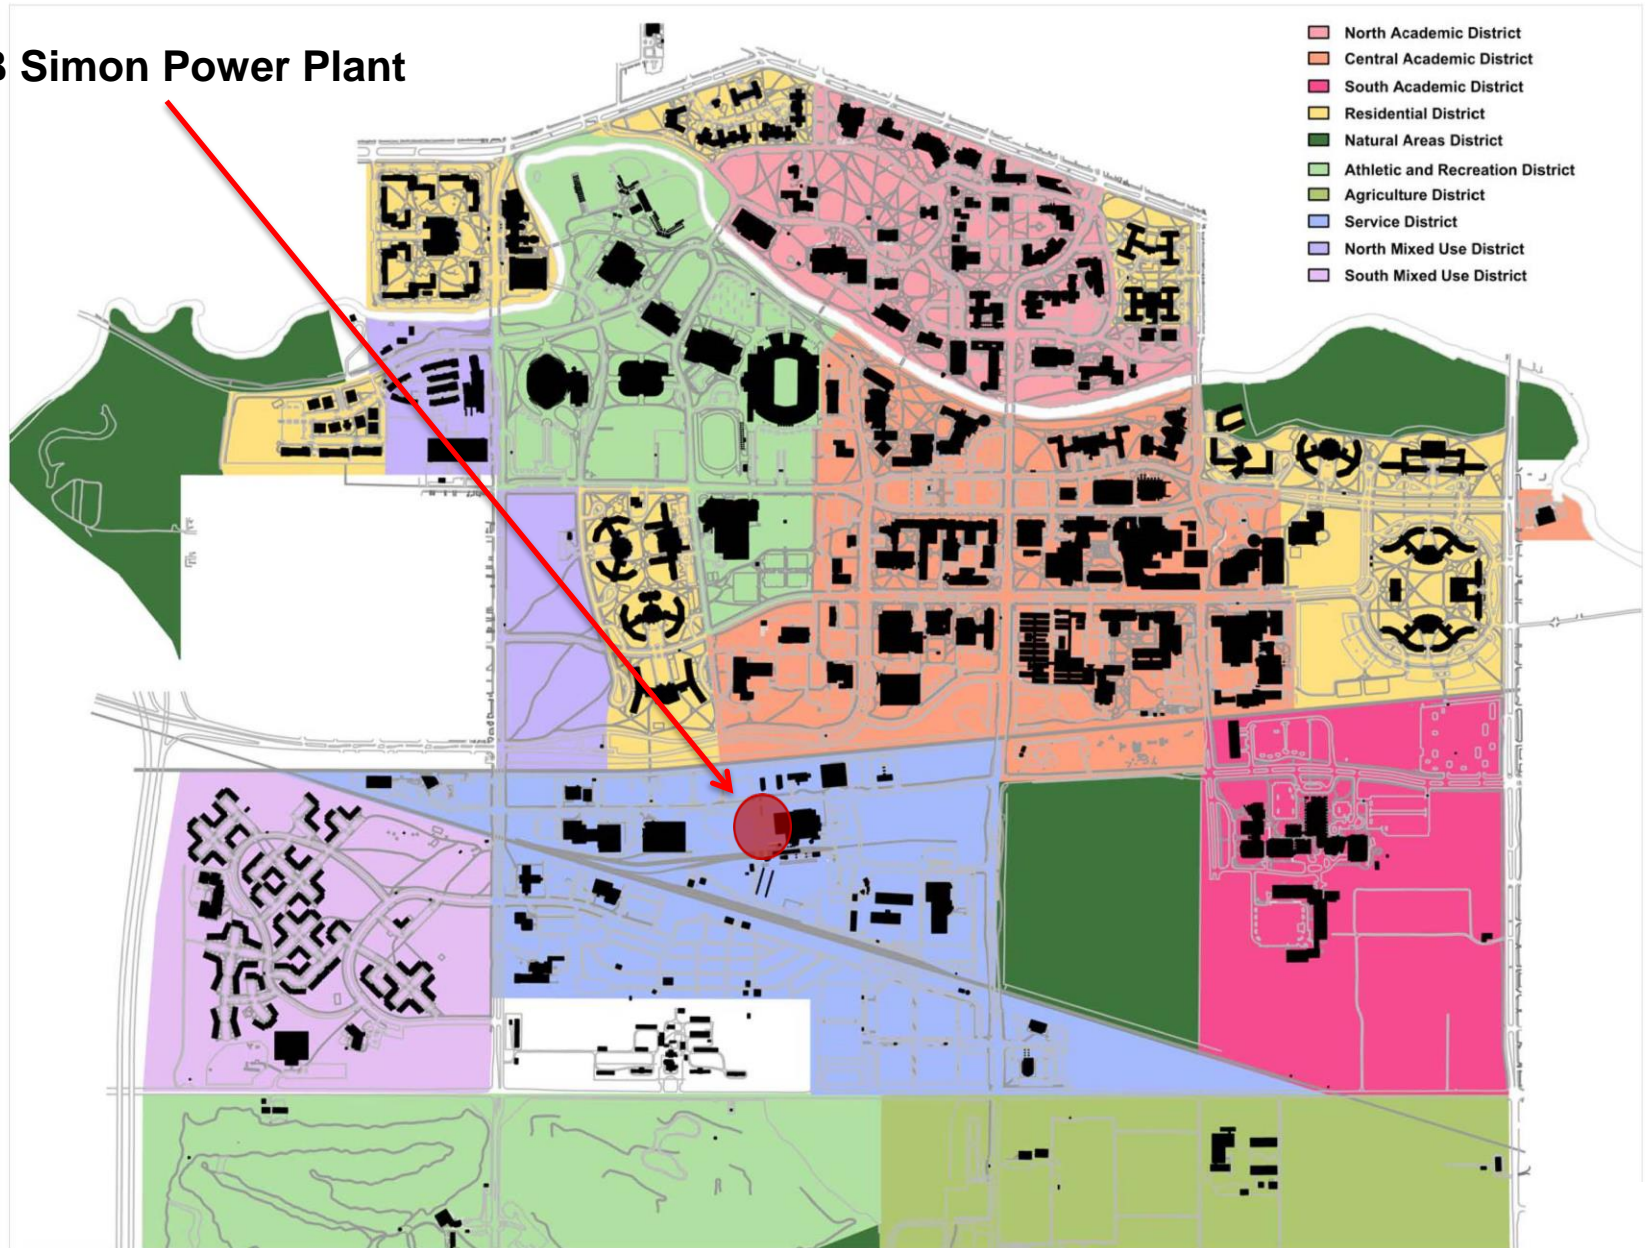 B Simon Power Plant
North Academic District
Central Academic District
South Academic District
Residential District
Natural Areas District
Athletic and Recreation District
Agriculture District
Service District
North Mixed Use District
South Mixed Use District